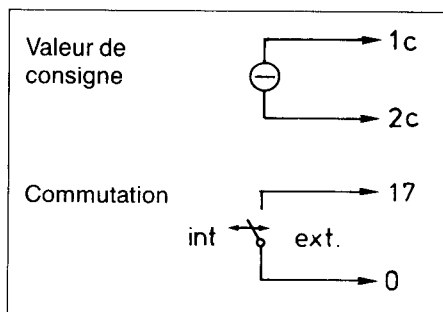 Valeur de
consigne
1c
2c
Commutation
17
int
ext.
0